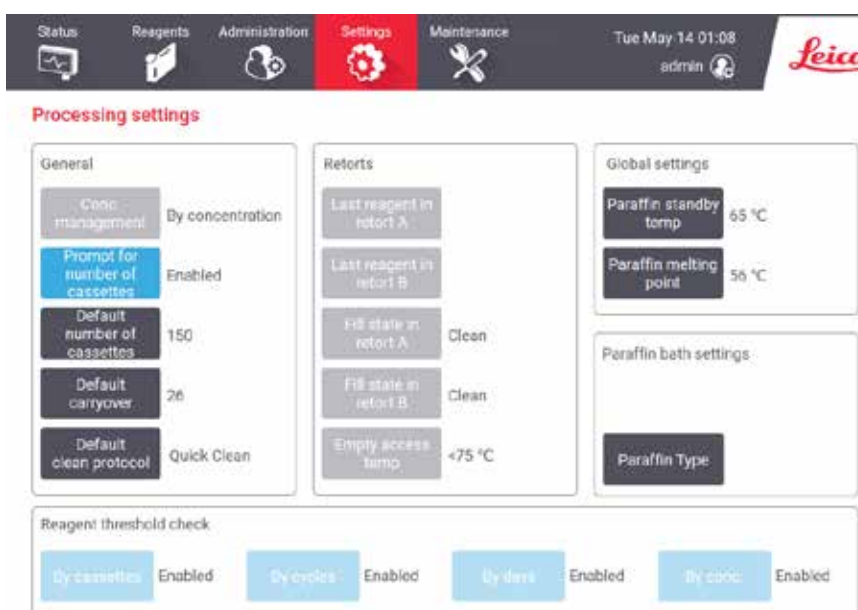 Status Reagents Administration Settings Maintenance
Tue May 14 01:08
admin
Leica
Processing settings
General
Conc
management
By concentration
Prompt for
number of
cassettes
Enabled
Default
number of
cassettes
150
Default
carryover
26
Default
clean protocol
Quick Clean
Retorts
Last reagent in
retort A
Last reagent in
retort B
Fill state in
retort A
Clean
Fill state in
retort B
Clean
Empty access
temp
<75 °C
Global settings
Paraffin standby
temp
65 °C
Paraffin melting
point
56 °C
Paraffin bath settings
Paraffin Type
Reagent threshold check
By cassettes Enabled By cycles Enabled By days Enabled By conc. Enabled